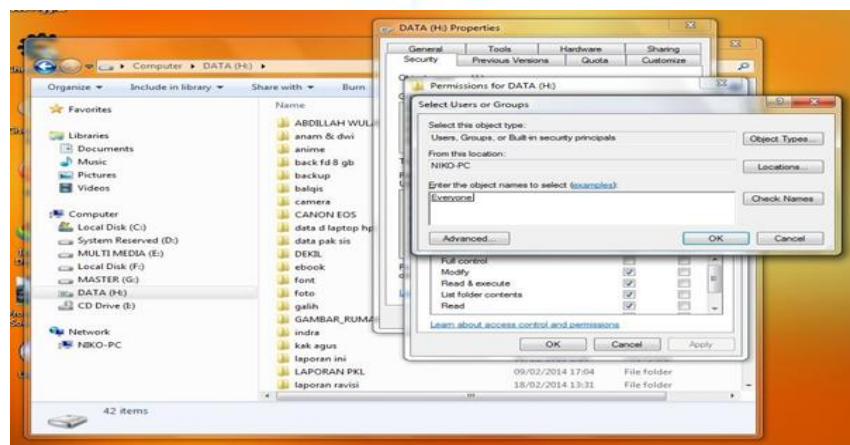 DATA (H:) Properties
General Tools Hardware Sharing
Security Previous Versions Quota Customize
Computer DATA (H:)
Organize Include in library Share with Burn
Favorites
Libraries
Documents
Music
Pictures
Videos
Computer
Local Disk (C:)
System Reserved (D:)
MULTI MEDIA (E:)
Local Disk (F:)
MASTER (G:)
DATA (H:)
CD Drive (I:)
Network
NIKO-PC
42 items
Name
anam & dwi
anime
back fd 8 gb
backup
balqis
camera
CANON EOS
data d laptop hp
data pak sis
DEKIL
ebook
font
foto
galih
indra
kak agus
laporan ini
LAPORAN PKL 09/02/2014 17:04 File folder
laporan ravisi 18/02/2014 13:31 File folder
Permissions for DATA (H:)
Select Users or Groups
Select this object type:
Users, Groups, or Built-in security principals Object Types...
From this location:
NIKO-PC Locations...
Enter the object names to select (examples):
Everyone Check Names
Advanced... OK Cancel
Full control
Modify
Read & execute
List folder contents
Read
Learn about access control and permissions
OK Cancel Apply